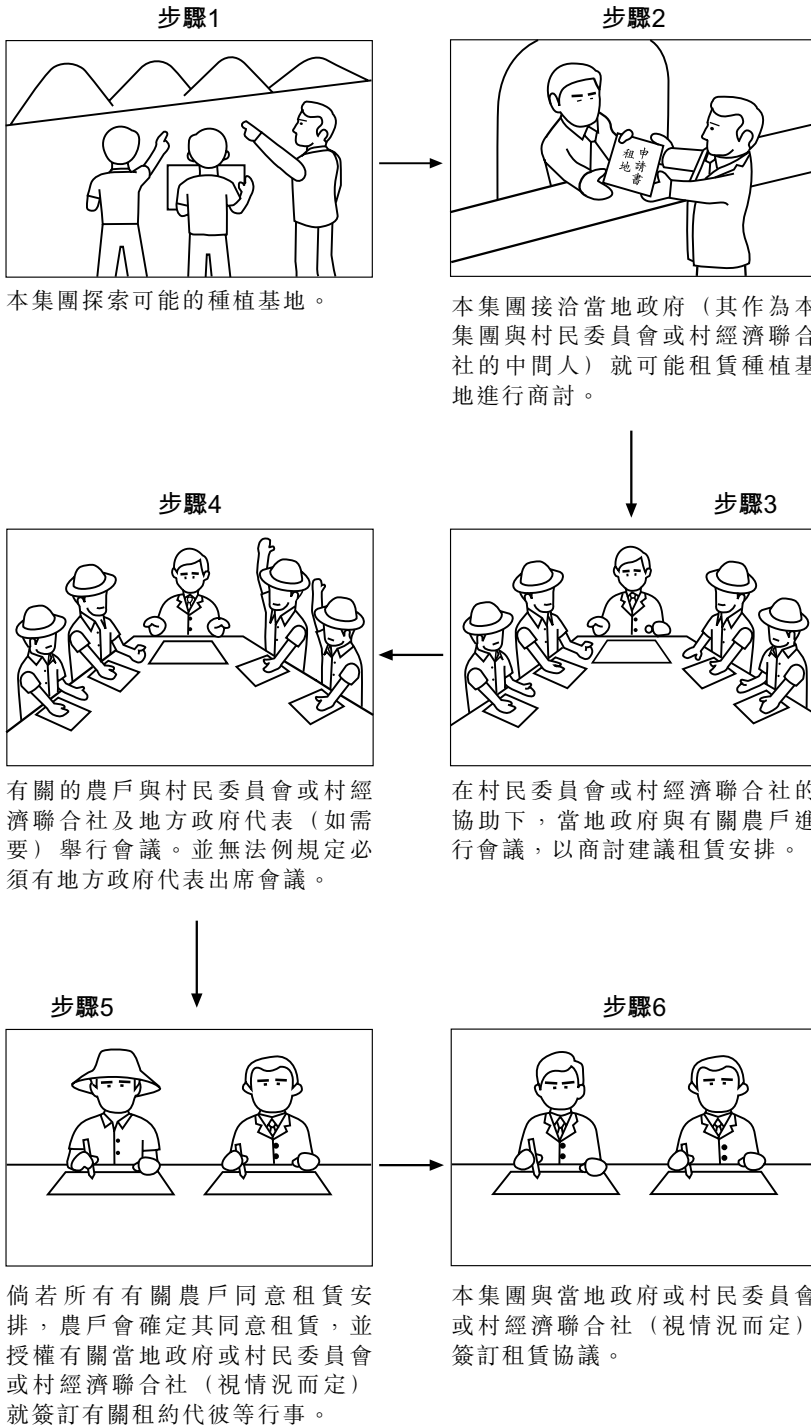 步驟1
本集團探索可能的種植基地。
步驟2
申請書
租地
本集團接洽當地政府（其作為本
集團與村民委員會或村經濟聯合
社的中間人）就可能租賃種植基
地進行商討。
步驟3
在村民委員會或村經濟聯合社的
協助下，當地政府與有關農戶進
行會議，以商討建議租賃安排。
步驟4
有關的農戶與村民委員會或村經
濟聯合社及地方政府代表（如需
要）舉行會議。並無法例規定必
須有地方政府代表出席會議。
步驟5
倘若所有有關農戶同意租賃安
排，農戶會確定其同意租賃，並
授權有關當地政府或村民委員會
或村經濟聯合社（視情況而定）
就簽訂有關租約代彼等行事。
步驟6
本集團與當地政府或村民委員會
或村經濟聯合社（視情況而定）
簽訂租賃協議。